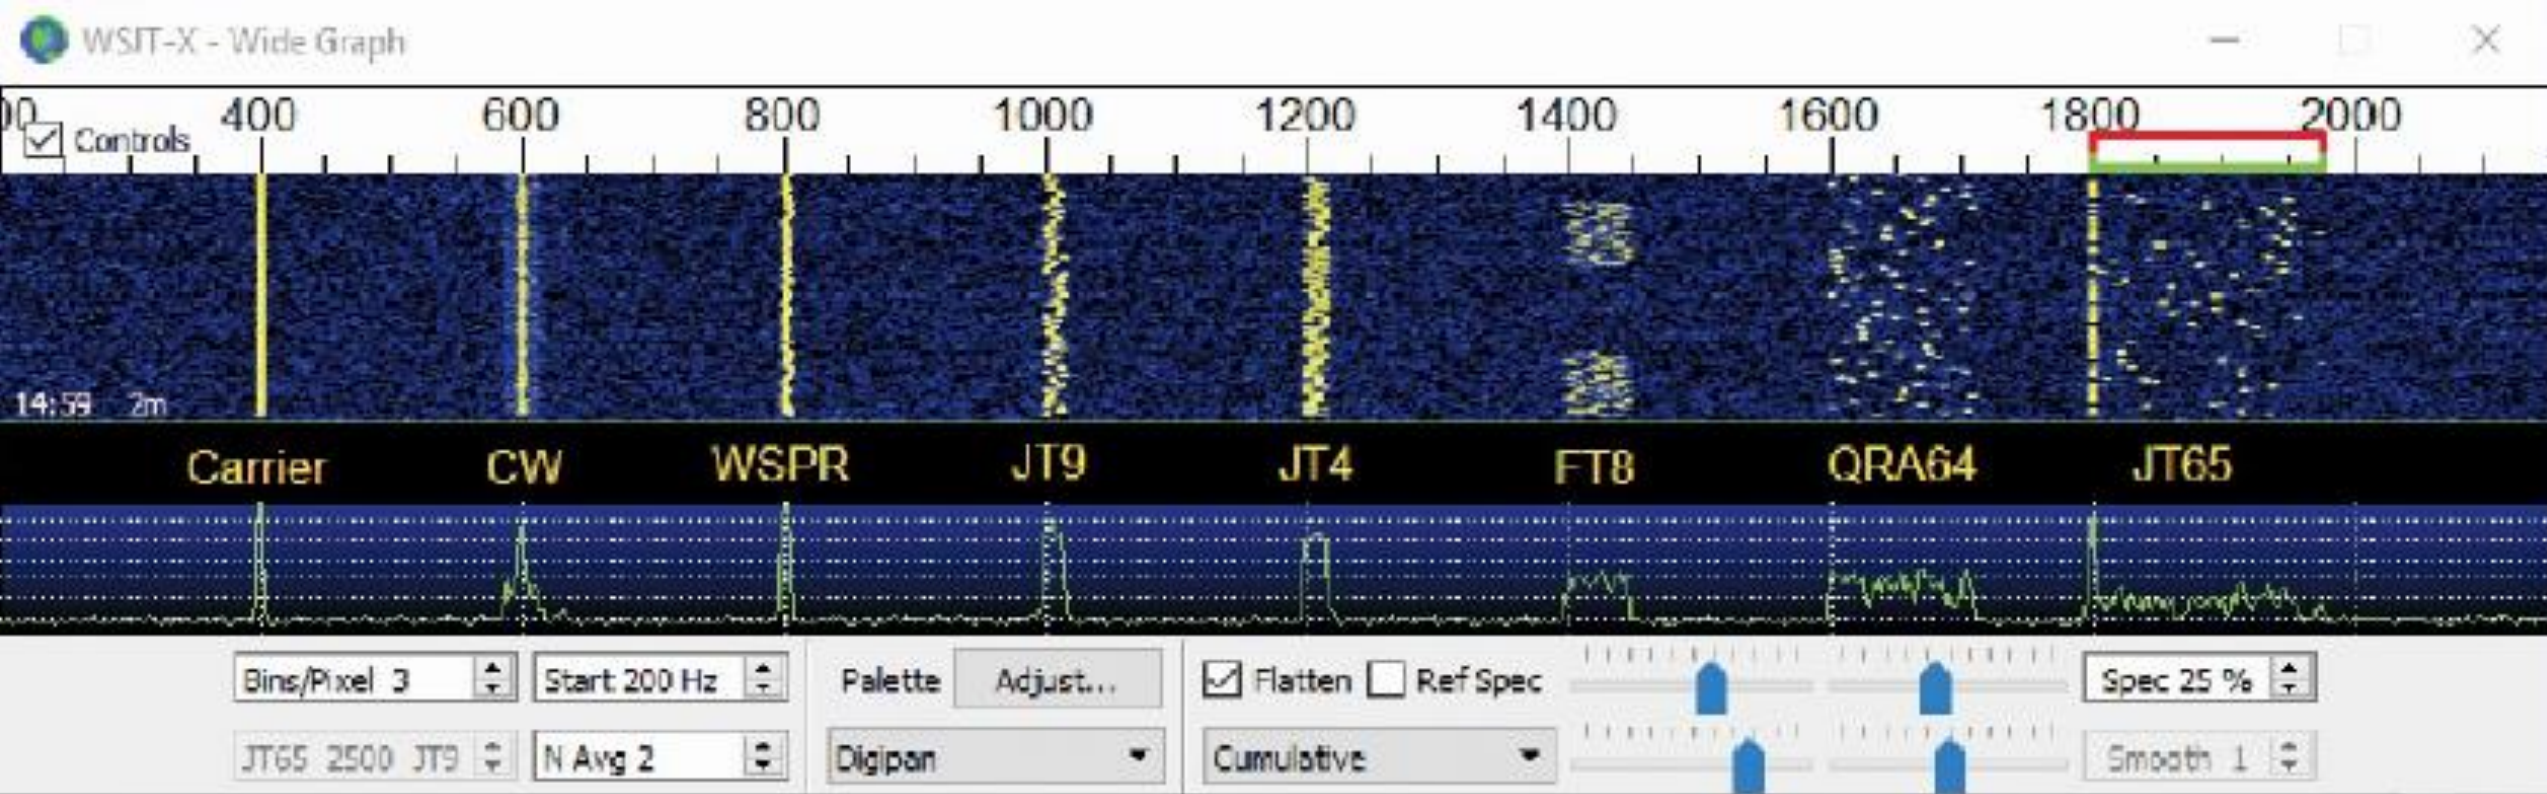 WSJT-X - Wide Graph
00 400 600 800 1000 1200 1400 1600 1800 2000
Controls
14:59 2m
Carrier CW WSPR JT9 JT4 FT8 QRA64 JT65
Bins/Pixel 3 Start 200 Hz Palette Adjust... Flatten Ref Spec Spec 25 %
JT65 2500 JT9 N Avg 2 Digipan Cumulative Smooth 1